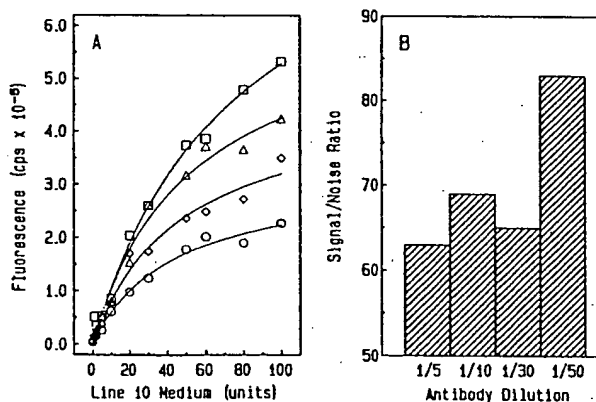 A
Fluorescence (cps x 10⁻⁶)
6.0
5.0
4.0
3.0
2.0
1.0
0.0
0 20 40 60 80 100
Line 10 Medium (units)
B
Signal/Noise Ratio
90
80
70
60
50
1/5 1/10 1/30 1/50
Antibody Dilution